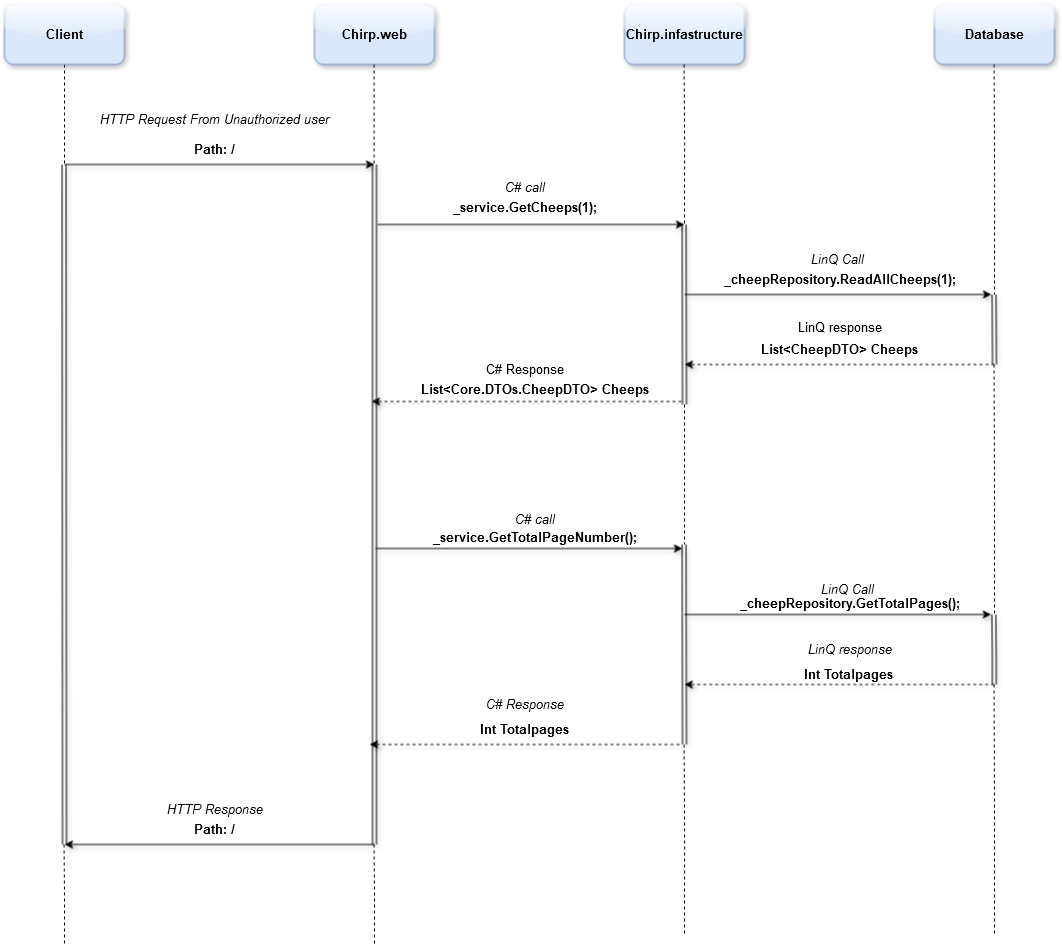 Client
Chirp.web
Chirp.infastructure
Database
HTTP Request From Unauthorized user
Path: /
C# call
_service.GetCheeps(1);
LinQ Call
_cheepRepository.ReadAllCheeps(1);
LinQ response
List<CheepDTO> Cheeps
C# Response
List<Core.DTOs.CheepDTO> Cheeps
C# call
_service.GetTotalPageNumber();
LinQ Call
_cheepRepository.GetTotalPages();
LinQ response
Int Totalpages
C# Response
Int Totalpages
HTTP Response
Path: /